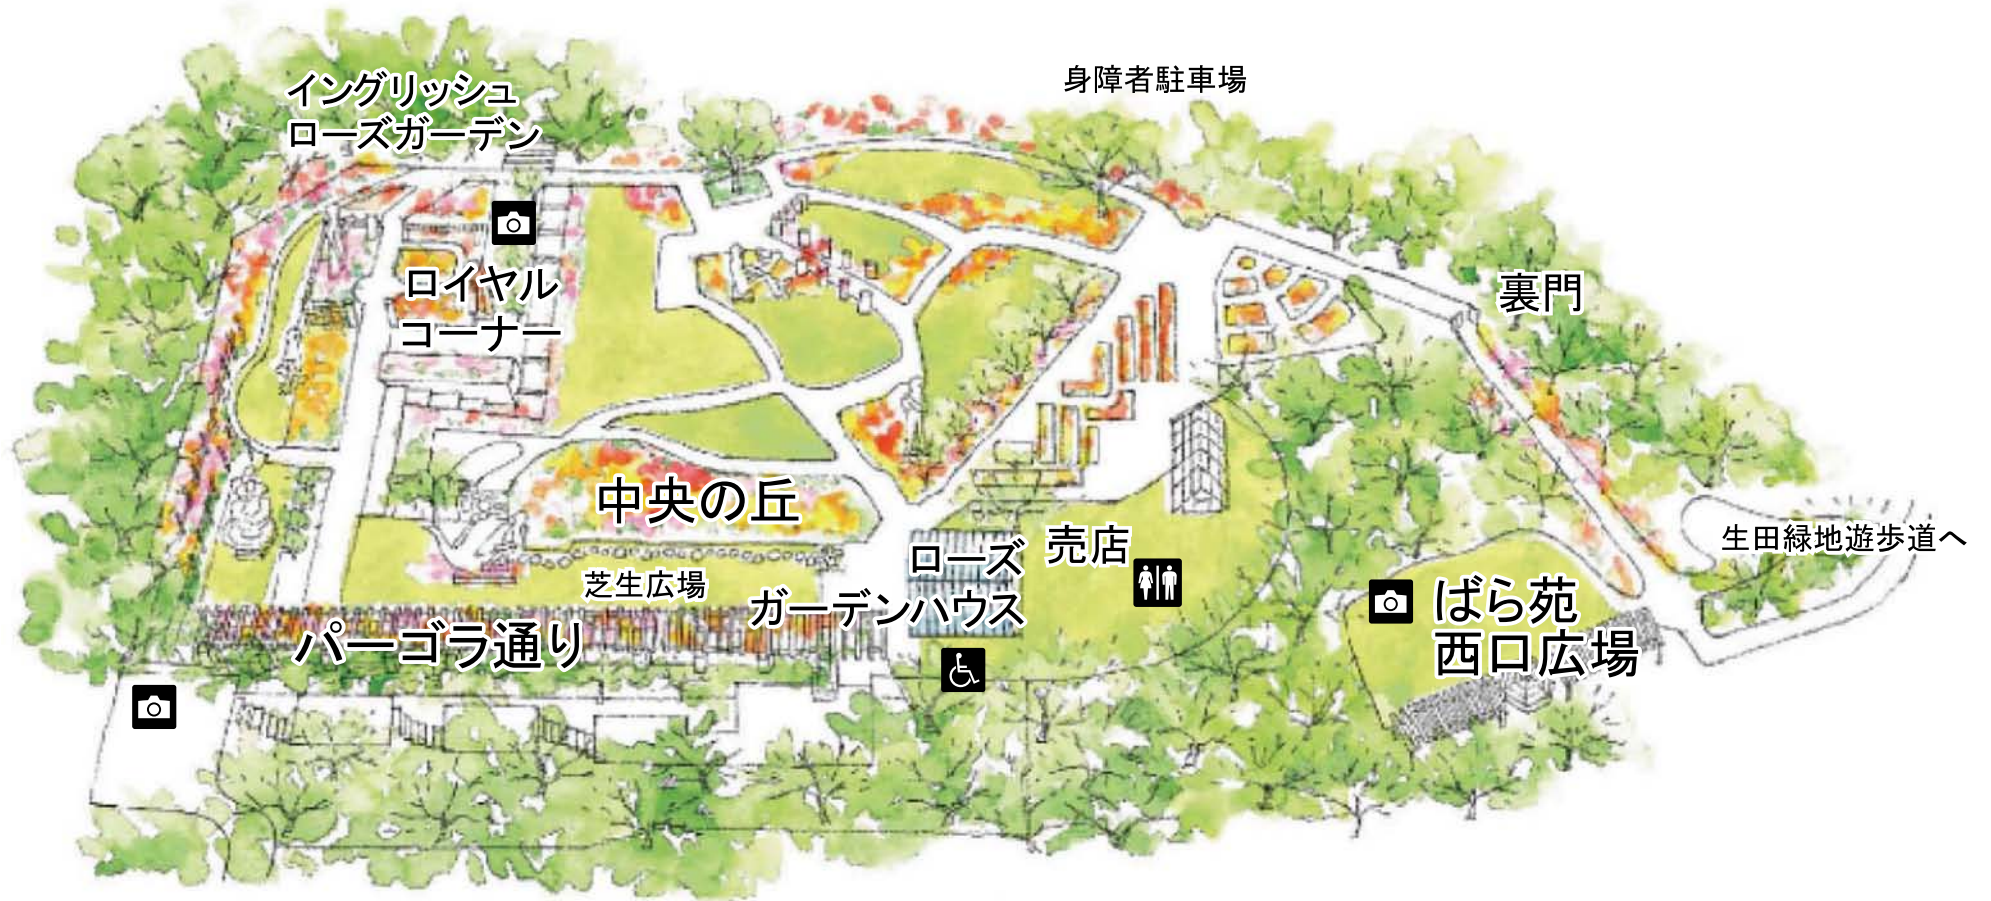 イングリッシュ
ローズガーデン
身障者駐車場
ロイヤル
コーナー
裏門
中央の丘
ローズ
ガーデンハウス
売店
芝生広場
生田緑地遊歩道へ
ばら苑
西口広場
パーゴラ通り